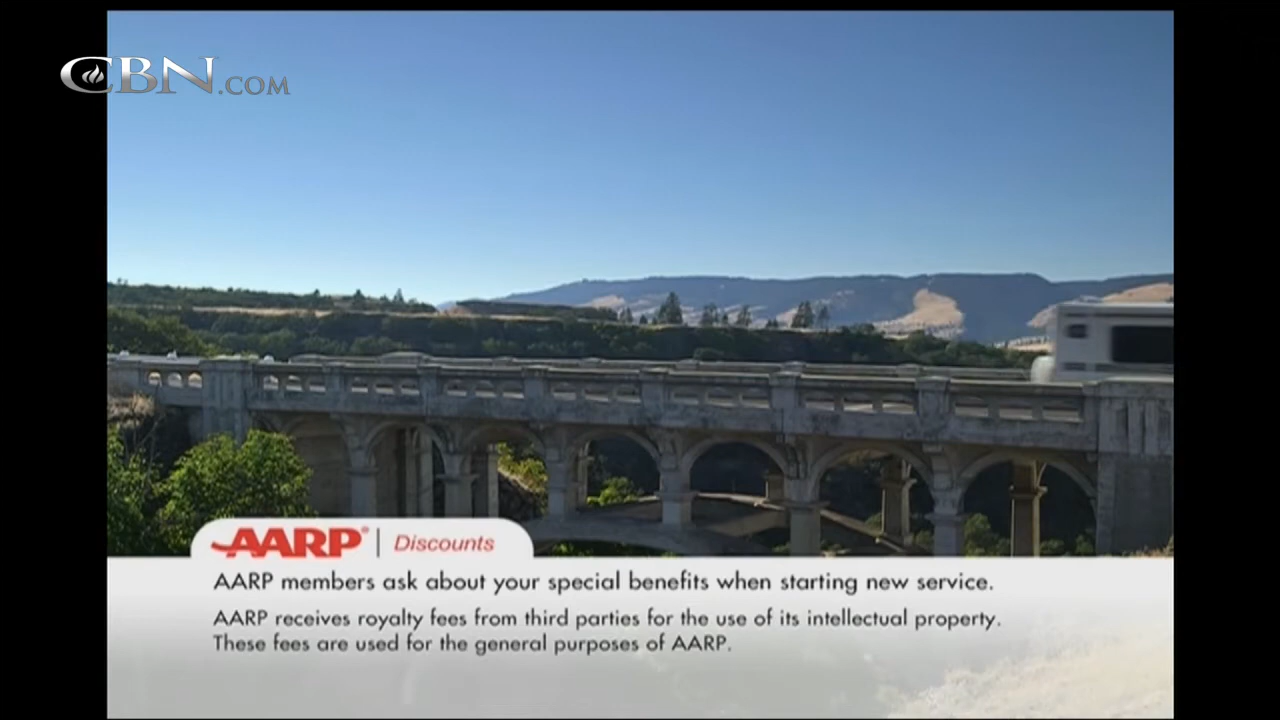 CBN.COM
AARP® | Discounts
AARP members ask about your special benefits when starting new service.
AARP receives royalty fees from third parties for the use of its intellectual property.
These fees are used for the general purposes of AARP.